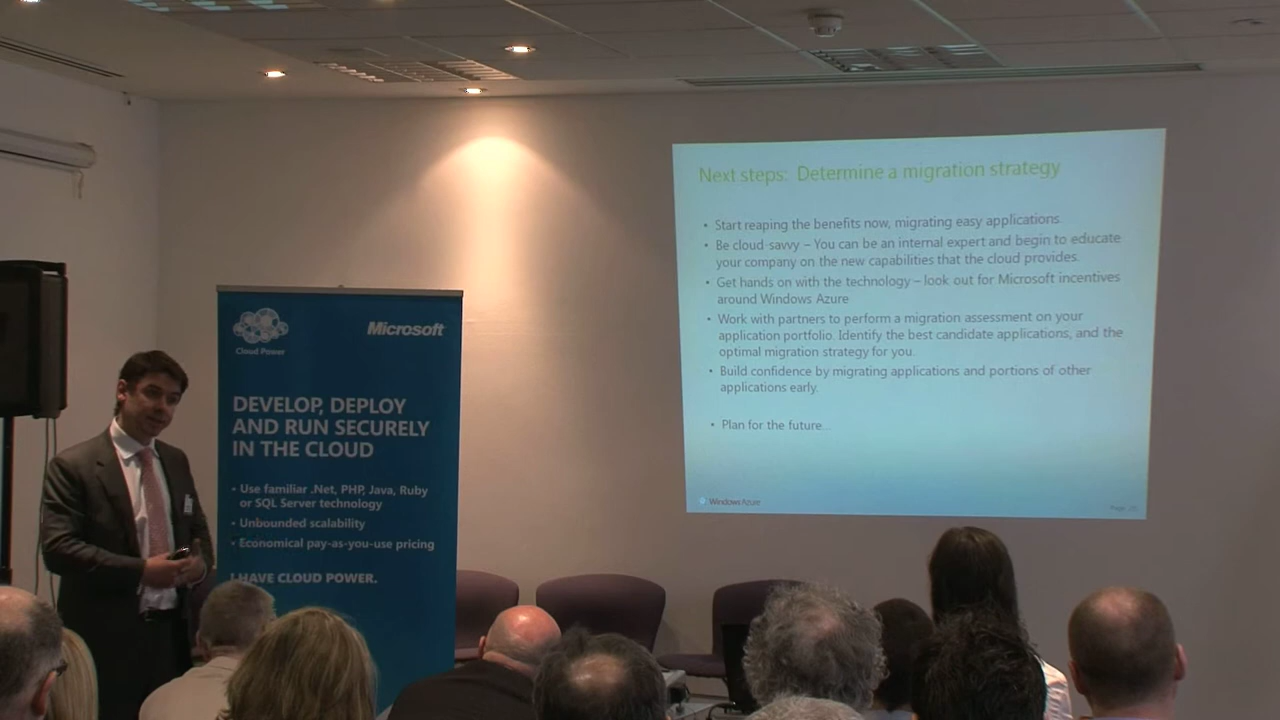 Cloud Power
Microsoft
DEVELOP, DEPLOY
AND RUN SECURELY
IN THE CLOUD
• Use familiar .Net, PHP, Java, Ruby
or SQL Server technology
• Unbounded scalability
• Economical pay-as-you-use pricing
I HAVE CLOUD POWER.
Next steps: Determine a migration strategy
• Start reaping the benefits now, migrating easy applications.
• Be cloud savvy – You can be an internal expert and begin to educate
your company on the new capabilities that the cloud provides.
• Get hands on with the technology – look out for Microsoft incentives
around Windows Azure
• Work with partners to perform a migration assessment on your
application portfolio. Identify the best candidate applications, and the
optimal migration strategy for you.
• Build confidence by migrating applications and portions of other
applications early.
• Plan for the future...
Windows Azure
Page